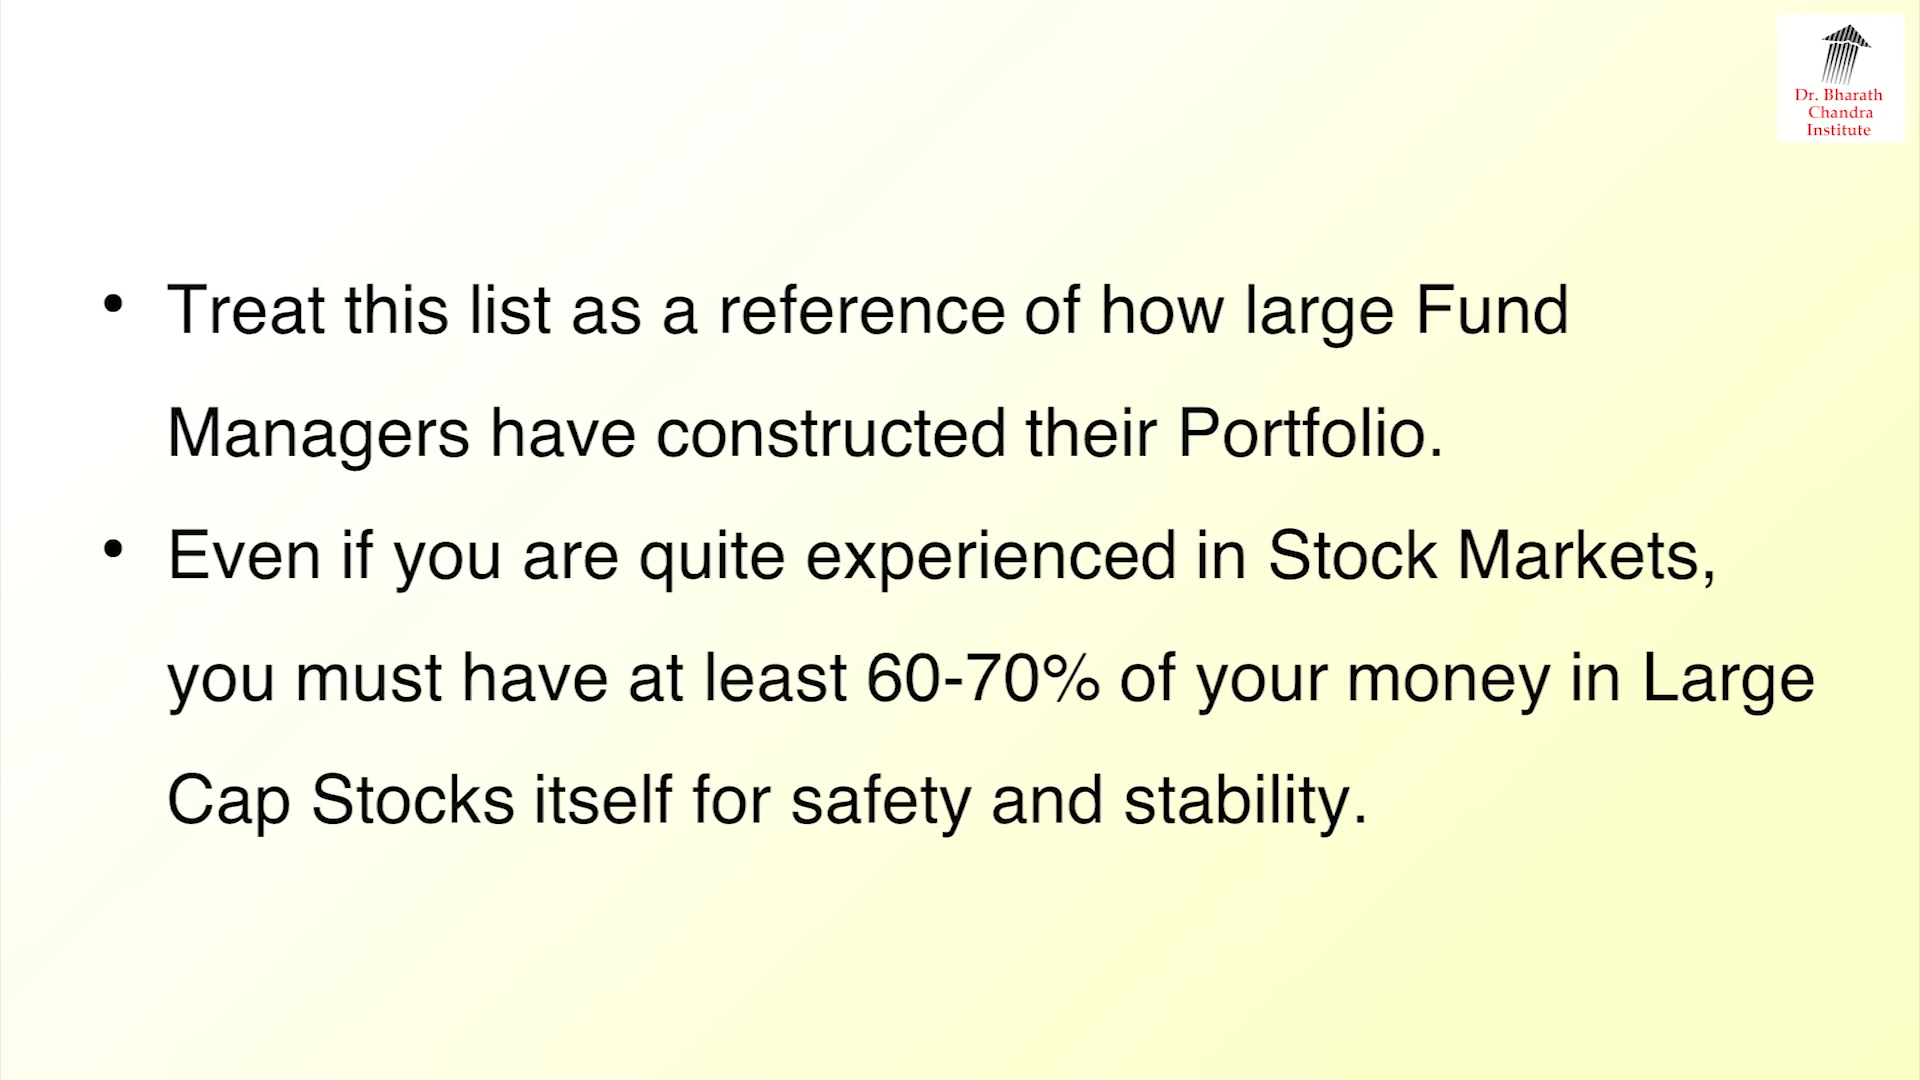 Dr. Bharath
Chandra
Institute
• Treat this list as a reference of how large Fund
Managers have constructed their Portfolio.
• Even if you are quite experienced in Stock Markets,
you must have at least 60-70% of your money in Large
Cap Stocks itself for safety and stability.